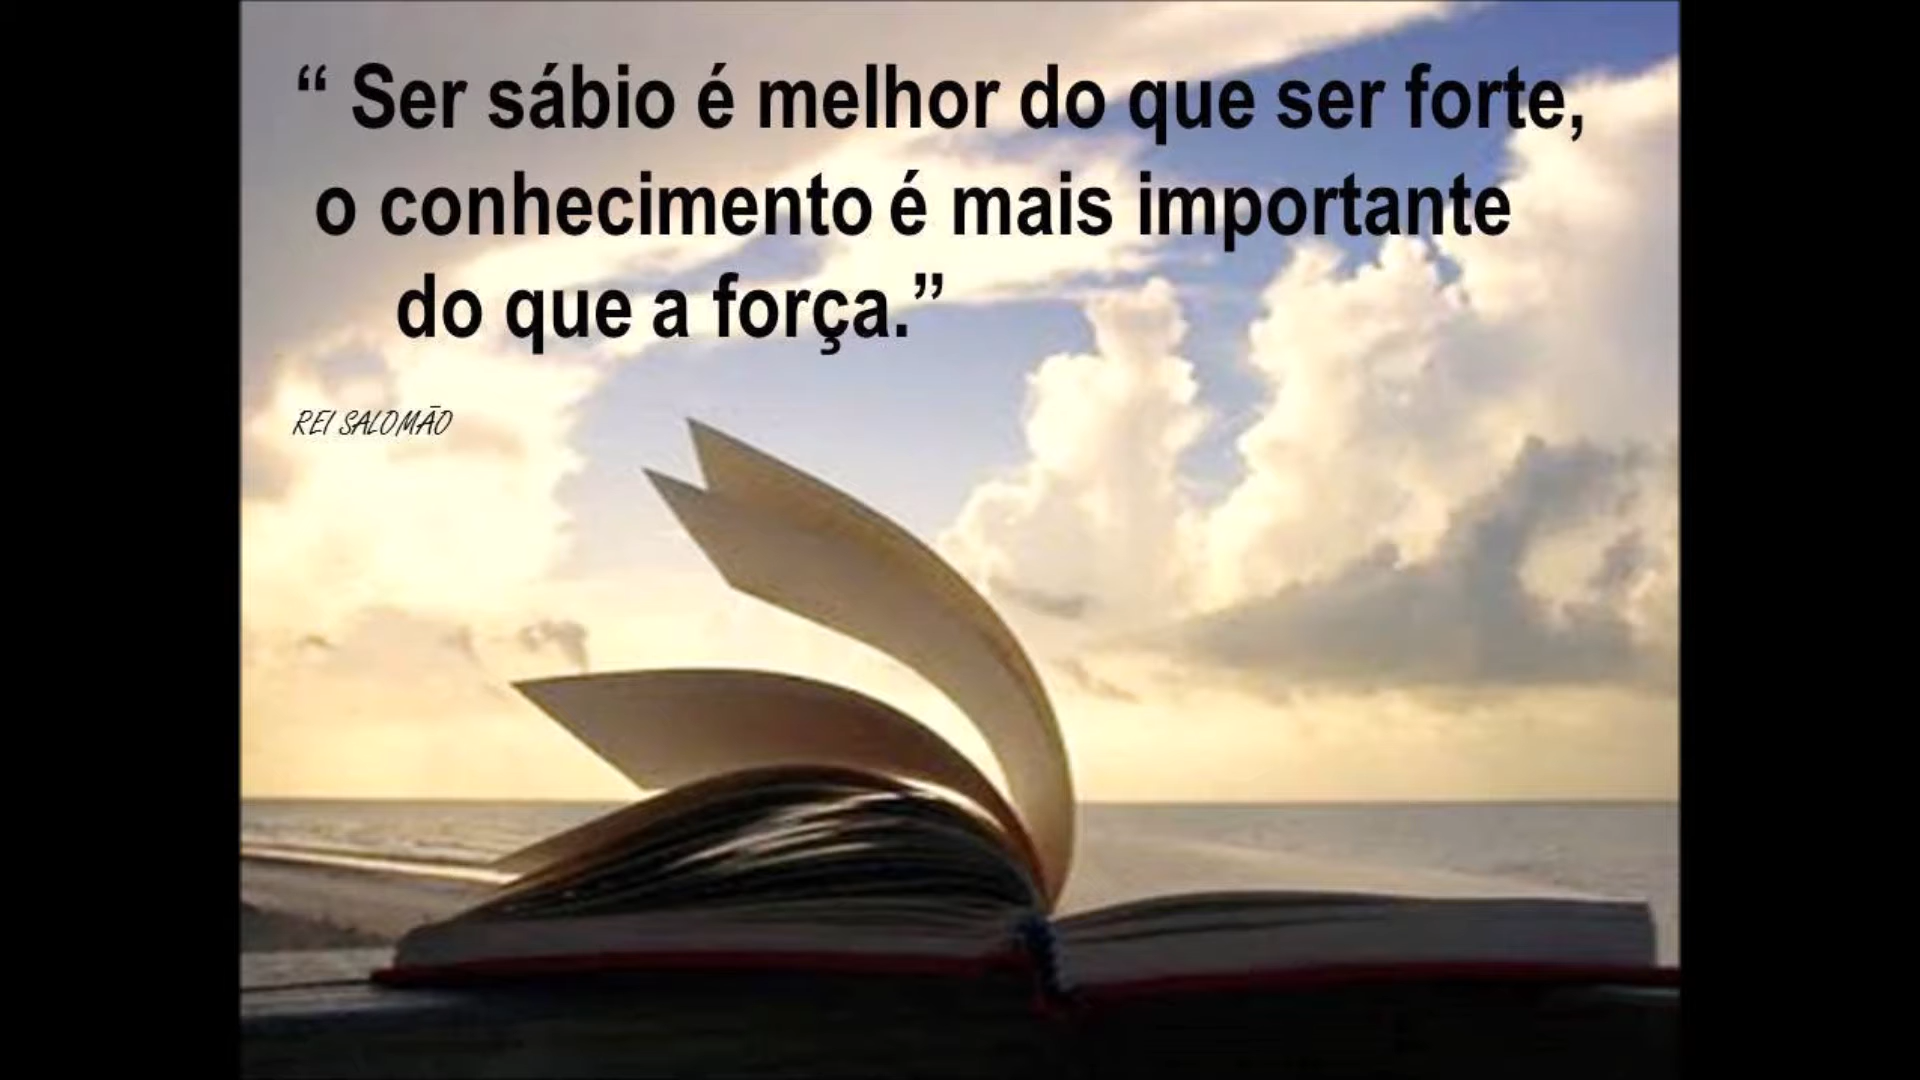 “ Ser sábio é melhor do que ser forte,
o conhecimento é mais importante
do que a força.”
REI SALOMÃO